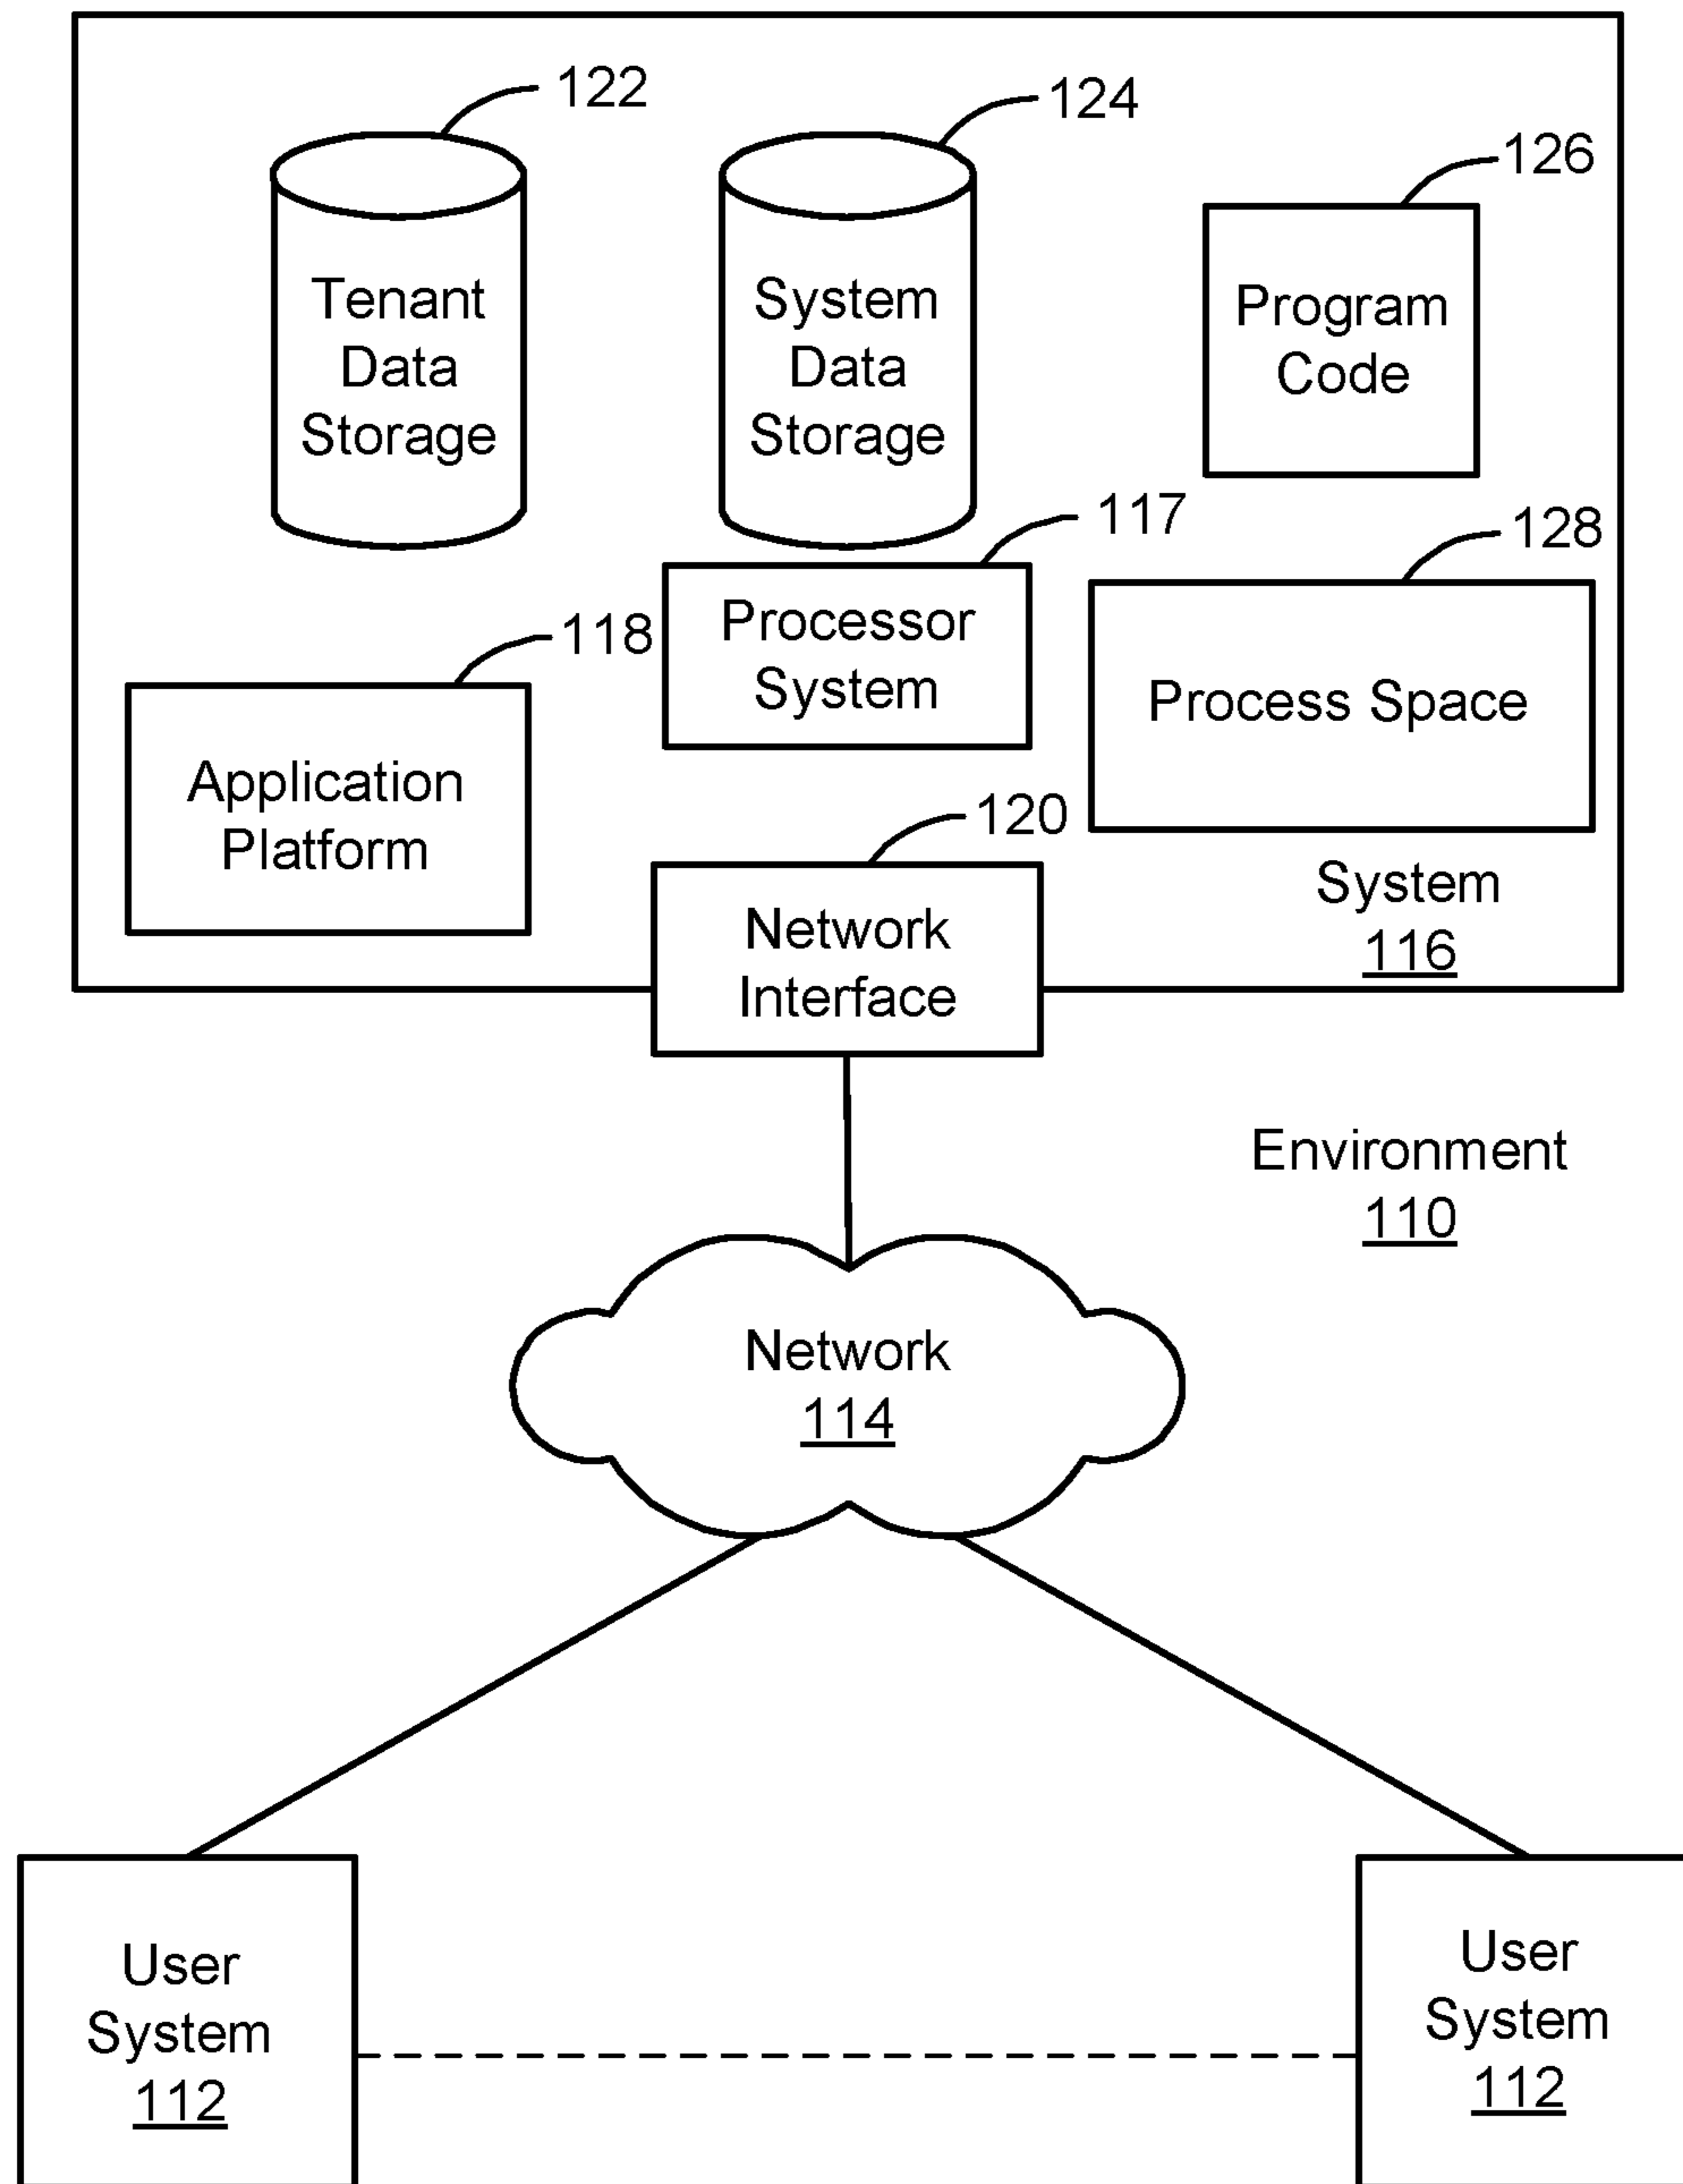 122
124
126
Tenant
Data
Storage
System
Data
Storage
Program
Code
117
128
118
Processor
System
Process Space
Application
Platform
120
System
116
Network
Interface
Environment
110
Network
114
User
System
112
User
System
112